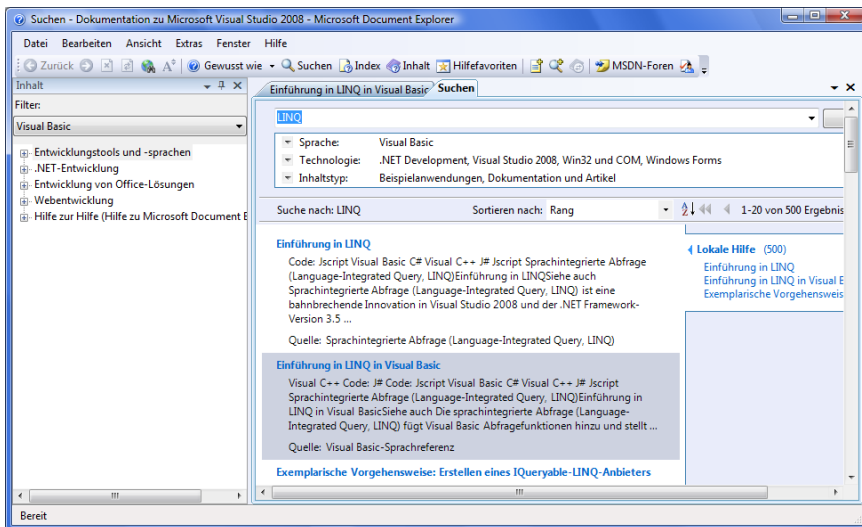 Suchen - Dokumentation zu Microsoft Visual Studio 2008 - Microsoft Document Explorer
Datei Bearbeiten Ansicht Extras Fenster Hilfe
Zurück Gewusst wie Suchen Index Inhalt Hilfefavoriten MSDN-Foren
Inhalt
Filter:
Visual Basic
Entwicklungstools und -sprachen
.NET-Entwicklung
Entwicklung von Office-Lösungen
Webentwicklung
Hilfe zur Hilfe (Hilfe zu Microsoft Document E
Einführung in LINQ in Visual Basic Suchen
LINQ
Sprache: Visual Basic
Technologie: .NET Development, Visual Studio 2008, Win32 und COM, Windows Forms
Inhaltstyp: Beispielanwendungen, Dokumentation und Artikel
Suche nach: LINQ Sortieren nach: Rang 1-20 von 500 Ergebnis
Einführung in LINQ
Code: Jscript Visual Basic C# Visual C++ J# Jscript Sprachintegrierte Abfrage
(Language-Integrated Query, LINQ)Einführung in LINQSiehe auch
Sprachintegrierte Abfrage (Language-Integrated Query, LINQ) ist eine
bahnbrechende Innovation in Visual Studio 2008 und der .NET Framework-
Version 3.5 ...
Quelle: Sprachintegrierte Abfrage (Language-Integrated Query, LINQ)
Einführung in LINQ in Visual Basic
Visual C++ Code: J# Code: Jscript Visual Basic C# Visual C++ J# Jscript
Sprachintegrierte Abfrage (Language-Integrated Query, LINQ)Einführung in
LINQ in Visual BasicSiehe auch Die sprachintegrierte Abfrage (Language-
Integrated Query, LINQ) fügt Visual Basic Abfragefunktionen hinzu und stellt ...
Quelle: Visual Basic-Sprachreferenz
Exemplarische Vorgehensweise: Erstellen eines IQueryable-LINQ-Anbieters
Lokale Hilfe (500)
Einführung in LINQ
Einführung in LINQ in Visual B
Exemplarische Vorgehensweis
Bereit